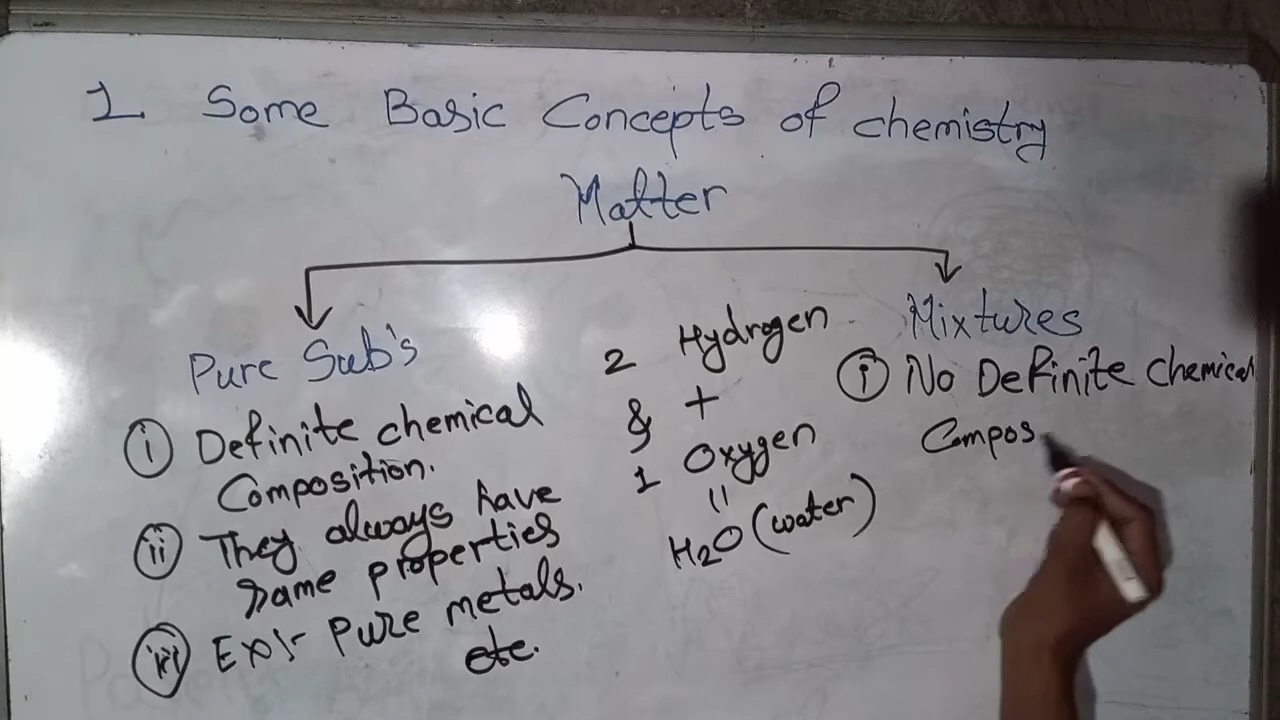 1. Some Basic Concepts of chemistry
Matter
Pure Sub's
(i) Definite chemical
Composition.
(ii) They always have
same properties
(iii) Ex:- Pure metals.
etc.
2 Hydrogen
& +
1 Oxygen
=
H2O (water)
Mixtures
(i) No Definite chemical
Compos